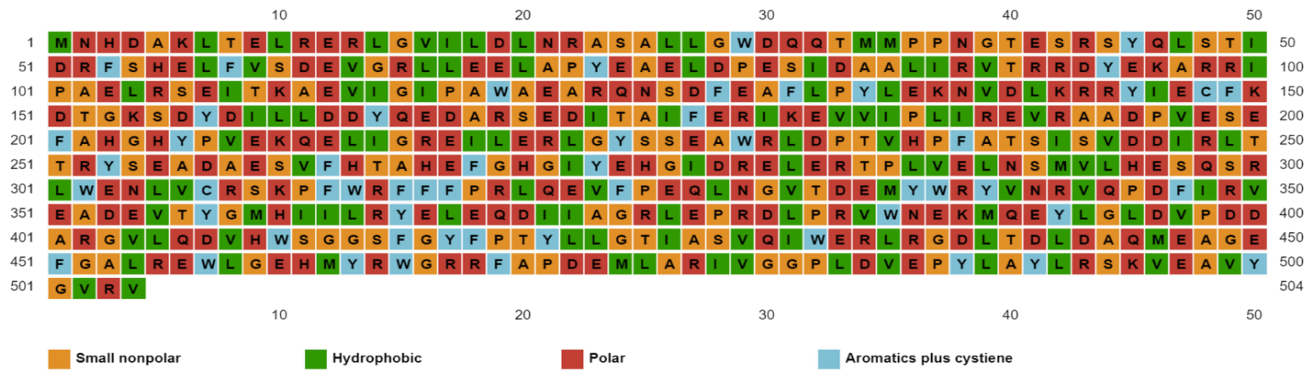 10 20 30 40 50
1 M N H D A K L T E L R E R L G V I L D L N R A S A L L G W D Q Q T M M P P N G T E S R S Y Q L S T I 50
51 D R F S H E L F V S D E V G R L L E E L A P Y E A E L D P E S I D A A L I R V T R R D Y E K A R R I 100
101 P A E L R S E I T K A E V I G I P A W A E A R Q N S D F E A F L P Y L E K N V D L K R R Y I E C F K 150
151 D T G K S D Y D I L L D D Y Q E D A R S E D I T A I F E R I K E V V I P L I R E V R A A D P V E S E 200
201 F A H G H Y P V E K Q E L I G R E I L E R L G Y S S E A W R L D P T V H P F A T S I S V D D I R L T 250
251 T R Y S E A D A E S V F H T A H E F G H G I Y E H G I D R E L E R T P L V E L N S M V L H E S Q S R 300
301 L W E N L V C R S K P F W R F F F P R L Q E V F P E Q L N G V T D E M Y W R Y V N R V Q P D F I R V 350
351 E A D E V T Y G M H I I L R Y E L E Q D I I A G R L E P R D L P R V W N E K M Q E Y L G L D V P D D 400
401 A R G V L Q D V H W S G G S F G Y F P T Y L L G T I A S V Q I W E R L R G D L T D L D A Q M E A G E 450
451 F G A L R E W L G E H M Y R W G R R F A P D E M L A R I V G G P L D V E P Y L A Y L R S K V E A V Y 500
501 G V R V 504
10 20 30 40 50
Small nonpolar Hydrophobic Polar Aromatics plus cystiene